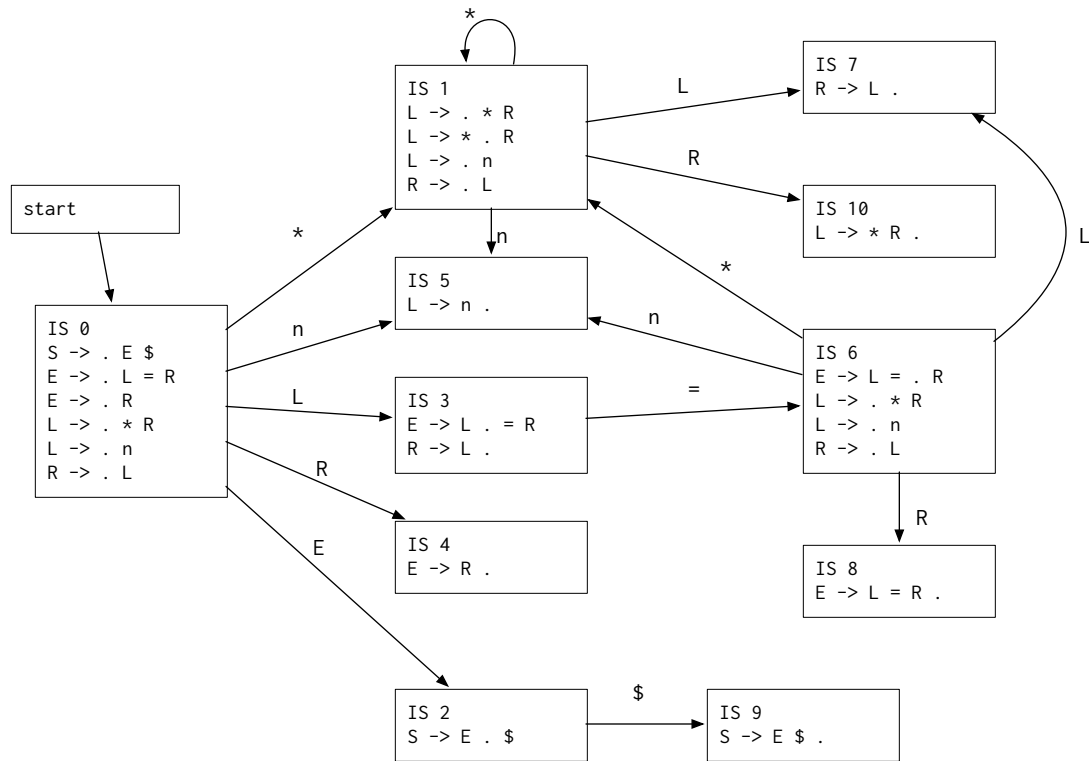 *
IS 1
L -> . * R
L -> * . R
L -> . n
R -> . L
L
IS 7
R -> L .
R
IS 10
L -> * R .
L
start
*
n
*
IS 5
L -> n .
n
n
IS 0
S -> . E $
E -> . L = R
E -> . R
L -> . * R
L -> . n
R -> . L
L
IS 3
E -> L . = R
R -> L .
=
IS 6
E -> L = . R
L -> . * R
L -> . n
R -> . L
R
R
IS 4
E -> R .
E
IS 8
E -> L = R .
IS 2
S -> E . $
$
IS 9
S -> E $ .